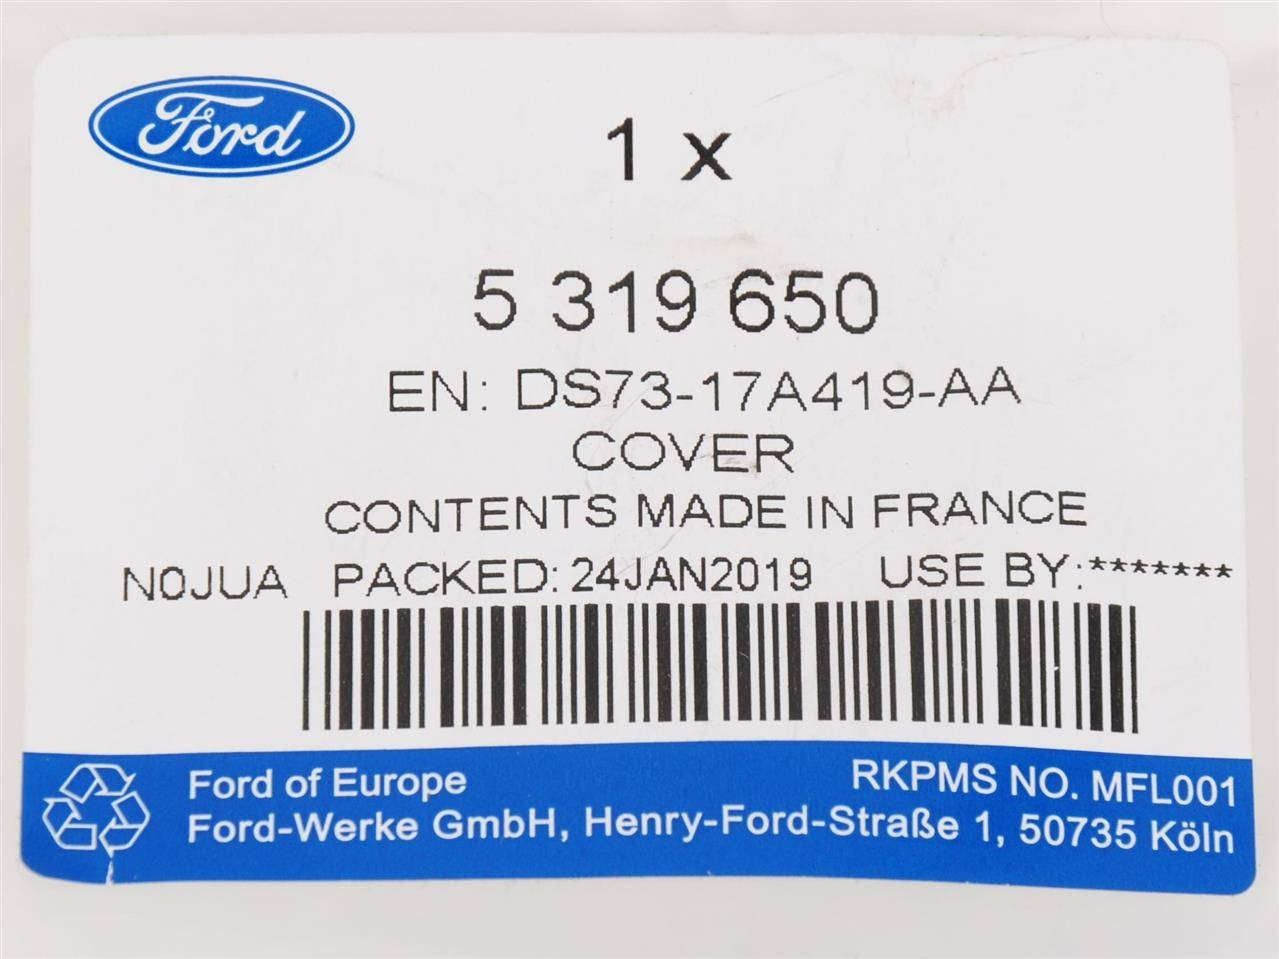 Ford
1 x
5 319 650
EN: DS73-17A419-AA
COVER
CONTENTS MADE IN FRANCE
N0JUA PACKED: 24JAN2019 USE BY:*******
Ford of Europe
RKPMS NO. MFL001
Ford-Werke GmbH, Henry-Ford-Straße 1, 50735 Köln